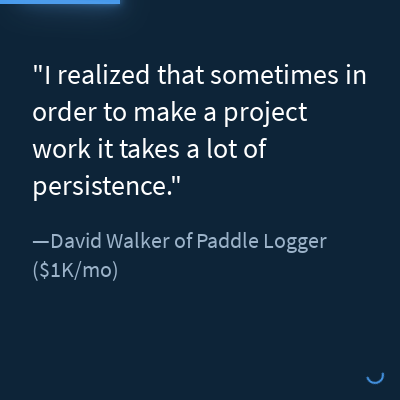 "I realized that sometimes in
order to make a project
work it takes a lot of
persistence."
—David Walker of Paddle Logger
($1K/mo)